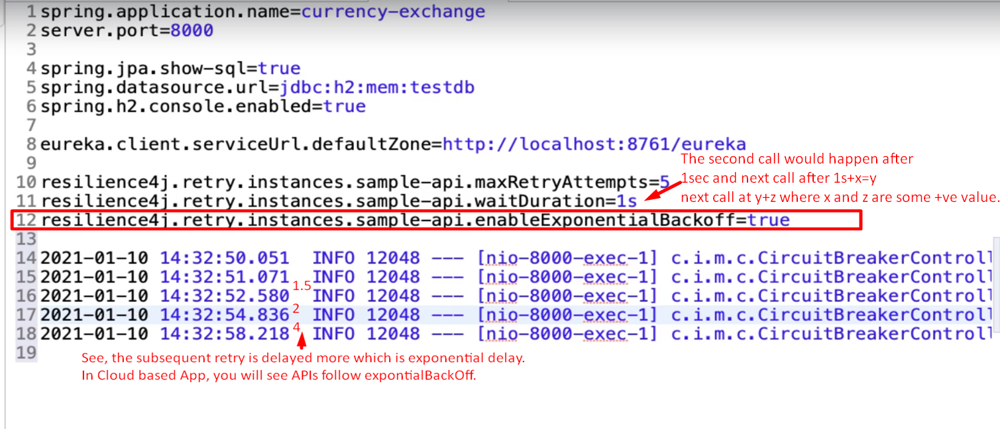 1 spring.application.name=currency-exchange
2 server.port=8000
3
4 spring.jpa.show-sql=true
5 spring.datasource.url=jdbc:h2:mem:testdb
6 spring.h2.console.enabled=true
7
8 eureka.client.serviceUrl.defaultZone=http://localhost:8761/eureka
9
The second call would happen after
10 resilience4j.retry.instances.sample-api.maxRetryAttempts=5
1sec and next call after 1s+x=y
11 resilience4j.retry.instances.sample-api.waitDuration=1s
next call at y+z where x and z are some +ve value.
12 resilience4j.retry.instances.sample-api.enableExponentialBackoff=true
13
14 2021-01-10 14:32:50.051 INFO 12048 --- [nio-8000-exec-1] c.i.m.c.CircuitBreakerControll
15 2021-01-10 14:32:51.071 INFO 12048 --- [nio-8000-exec-1] c.i.m.c.CircuitBreakerControll
1.5
16 2021-01-10 14:32:52.580 INFO 12048 --- [nio-8000-exec-1] c.i.m.c.CircuitBreakerControll
2
17 2021-01-10 14:32:54.836 INFO 12048 --- [nio-8000-exec-1] c.i.m.c.CircuitBreakerControll
4
18 2021-01-10 14:32:58.218 INFO 12048 --- [nio-8000-exec-1] c.i.m.c.CircuitBreakerControll
19
See, the subsequent retry is delayed more which is exponential delay.
In Cloud based App, you will see APIs follow expontialBackOff.